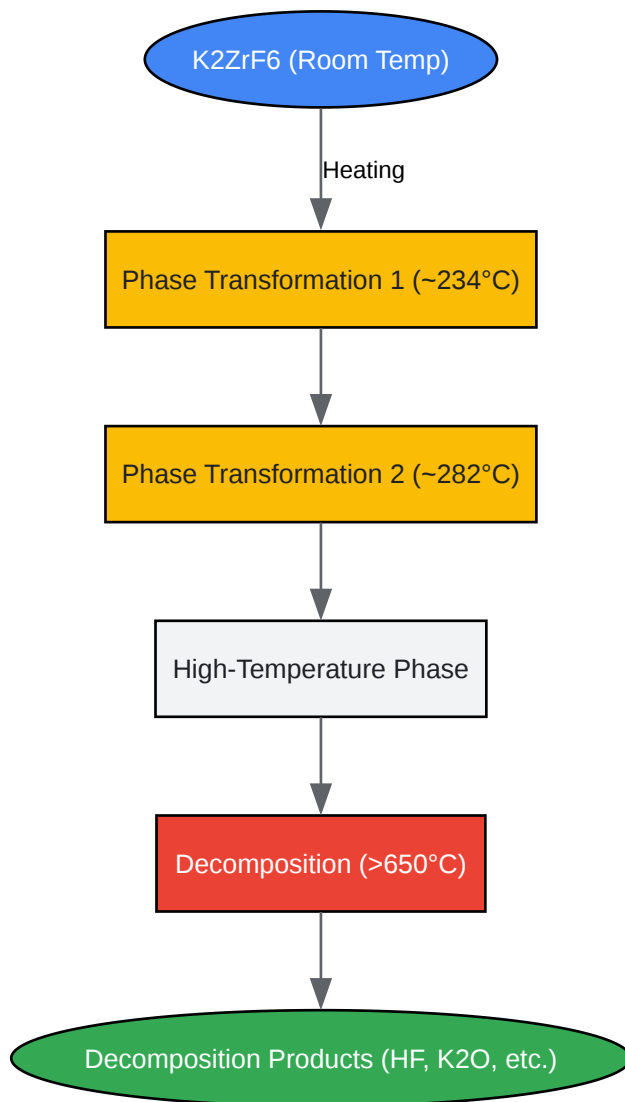 K2ZrF6 (Room Temp)
Heating
Phase Transformation 1 (~234°C)
Phase Transformation 2 (~282°C)
High-Temperature Phase
Decomposition (>650°C)
Decomposition Products (HF, K2O, etc.)